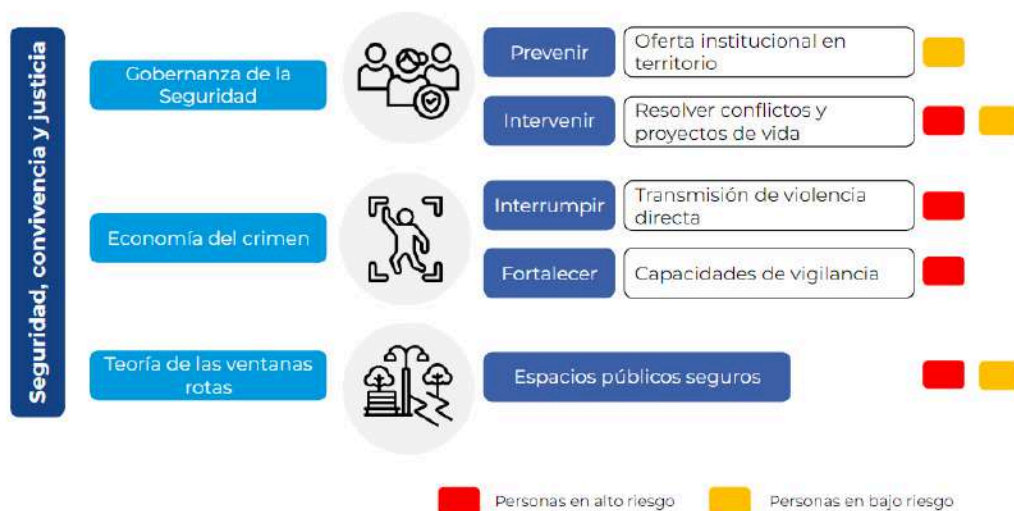 Seguridad, convivencia y justicia
Gobernanza de la
Seguridad
Prevenir
Oferta institucional en
territorio
Intervenir
Resolver conflictos y
proyectos de vida
Economía del crimen
Interrumpir
Transmisión de violencia
directa
Fortalecer
Capacidades de vigilancia
Teoría de las ventanas
rotas
Espacios públicos seguros
Personas en alto riesgo
Personas en bajo riesgo